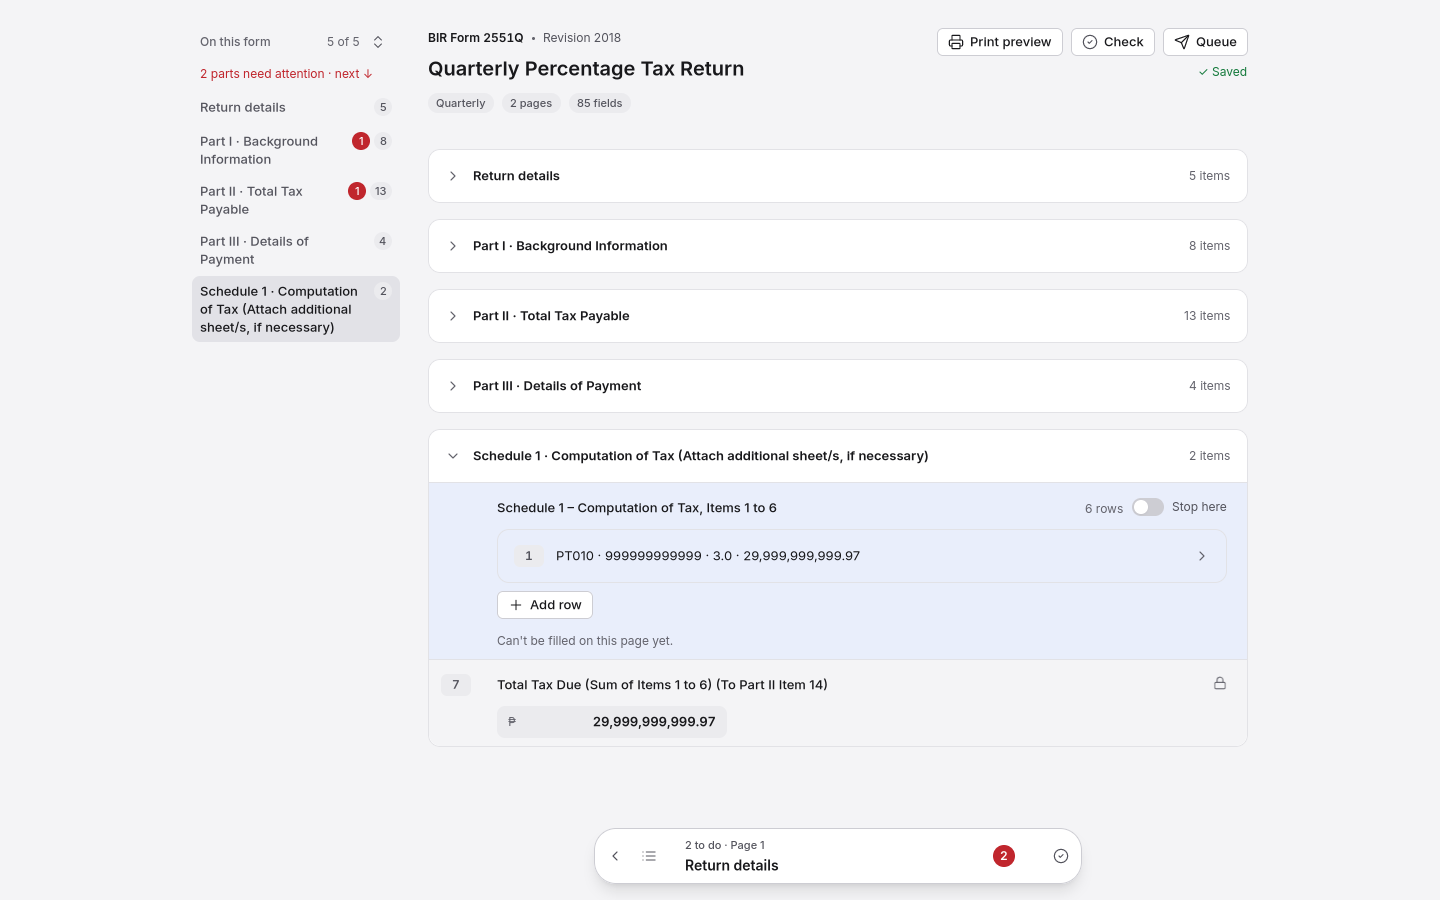 On this form 5 of 5
2 parts need attention · next ↓
Return details 5
Part I · Background Information 1 8
Part II · Total Tax Payable 1 13
Part III · Details of Payment 4
Schedule 1 · Computation of Tax (Attach additional sheet/s, if necessary) 2
BIR Form 2551Q • Revision 2018
Quarterly Percentage Tax Return
Quarterly 2 pages 85 fields
Print preview Check Queue
✓ Saved
Return details 5 items
Part I · Background Information 8 items
Part II · Total Tax Payable 13 items
Part III · Details of Payment 4 items
Schedule 1 · Computation of Tax (Attach additional sheet/s, if necessary) 2 items
Schedule 1 – Computation of Tax, Items 1 to 6 6 rows Stop here
1 PT010 · 999999999999 · 3.0 · 29,999,999,999.97
Add row
Can't be filled on this page yet.
7 Total Tax Due (Sum of Items 1 to 6) (To Part II Item 14)
₱ 29,999,999,999.97
2 to do · Page 1
Return details 2